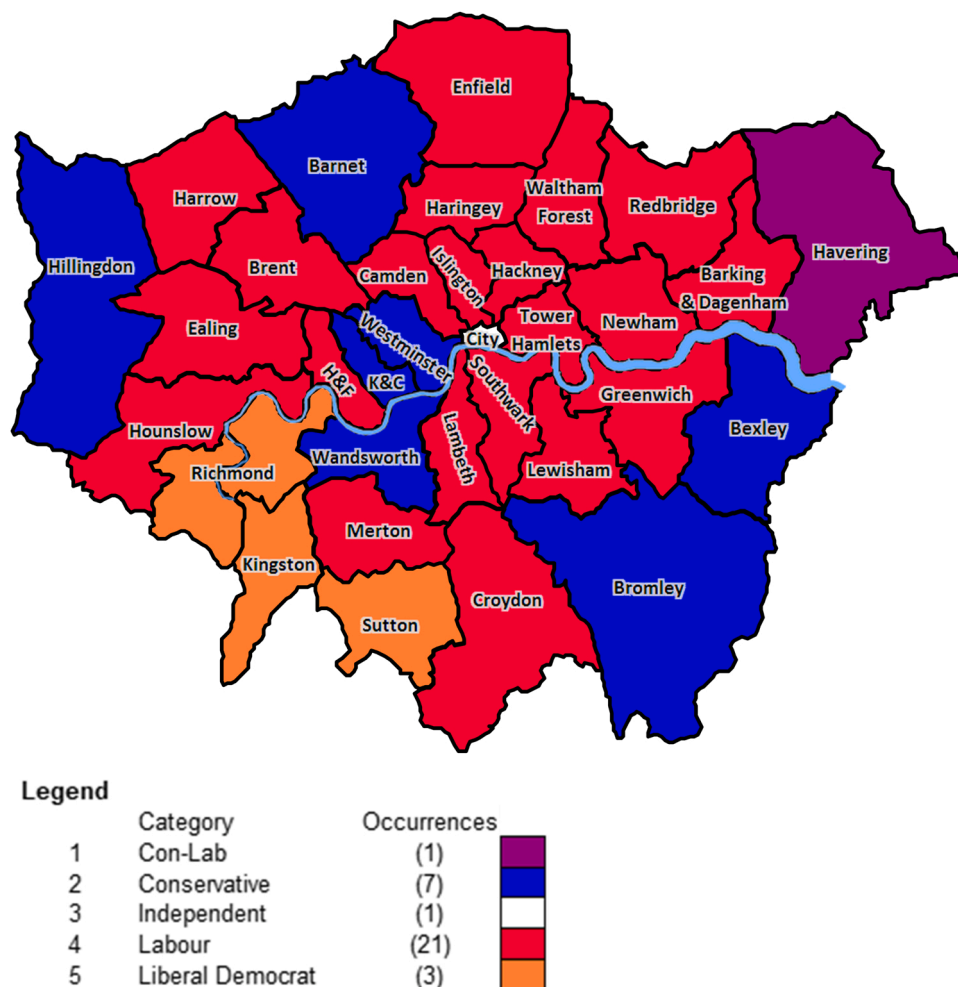 Enfield
Barnet
Harrow
Haringey
Waltham
Forest
Redbridge
Havering
Hillingdon
Brent
Camden
Islington
Hackney
Barking
& Dagenham
Ealing
Westminster
City
Tower
Hamlets
Newham
H&F
K&C
Southwark
Greenwich
Hounslow
Richmond
Wandsworth
Lambeth
Lewisham
Bexley
Merton
Kingston
Sutton
Croydon
Bromley
Legend
Category Occurrences
1 Con-Lab (1)
2 Conservative (7)
3 Independent (1)
4 Labour (21)
5 Liberal Democrat (3)